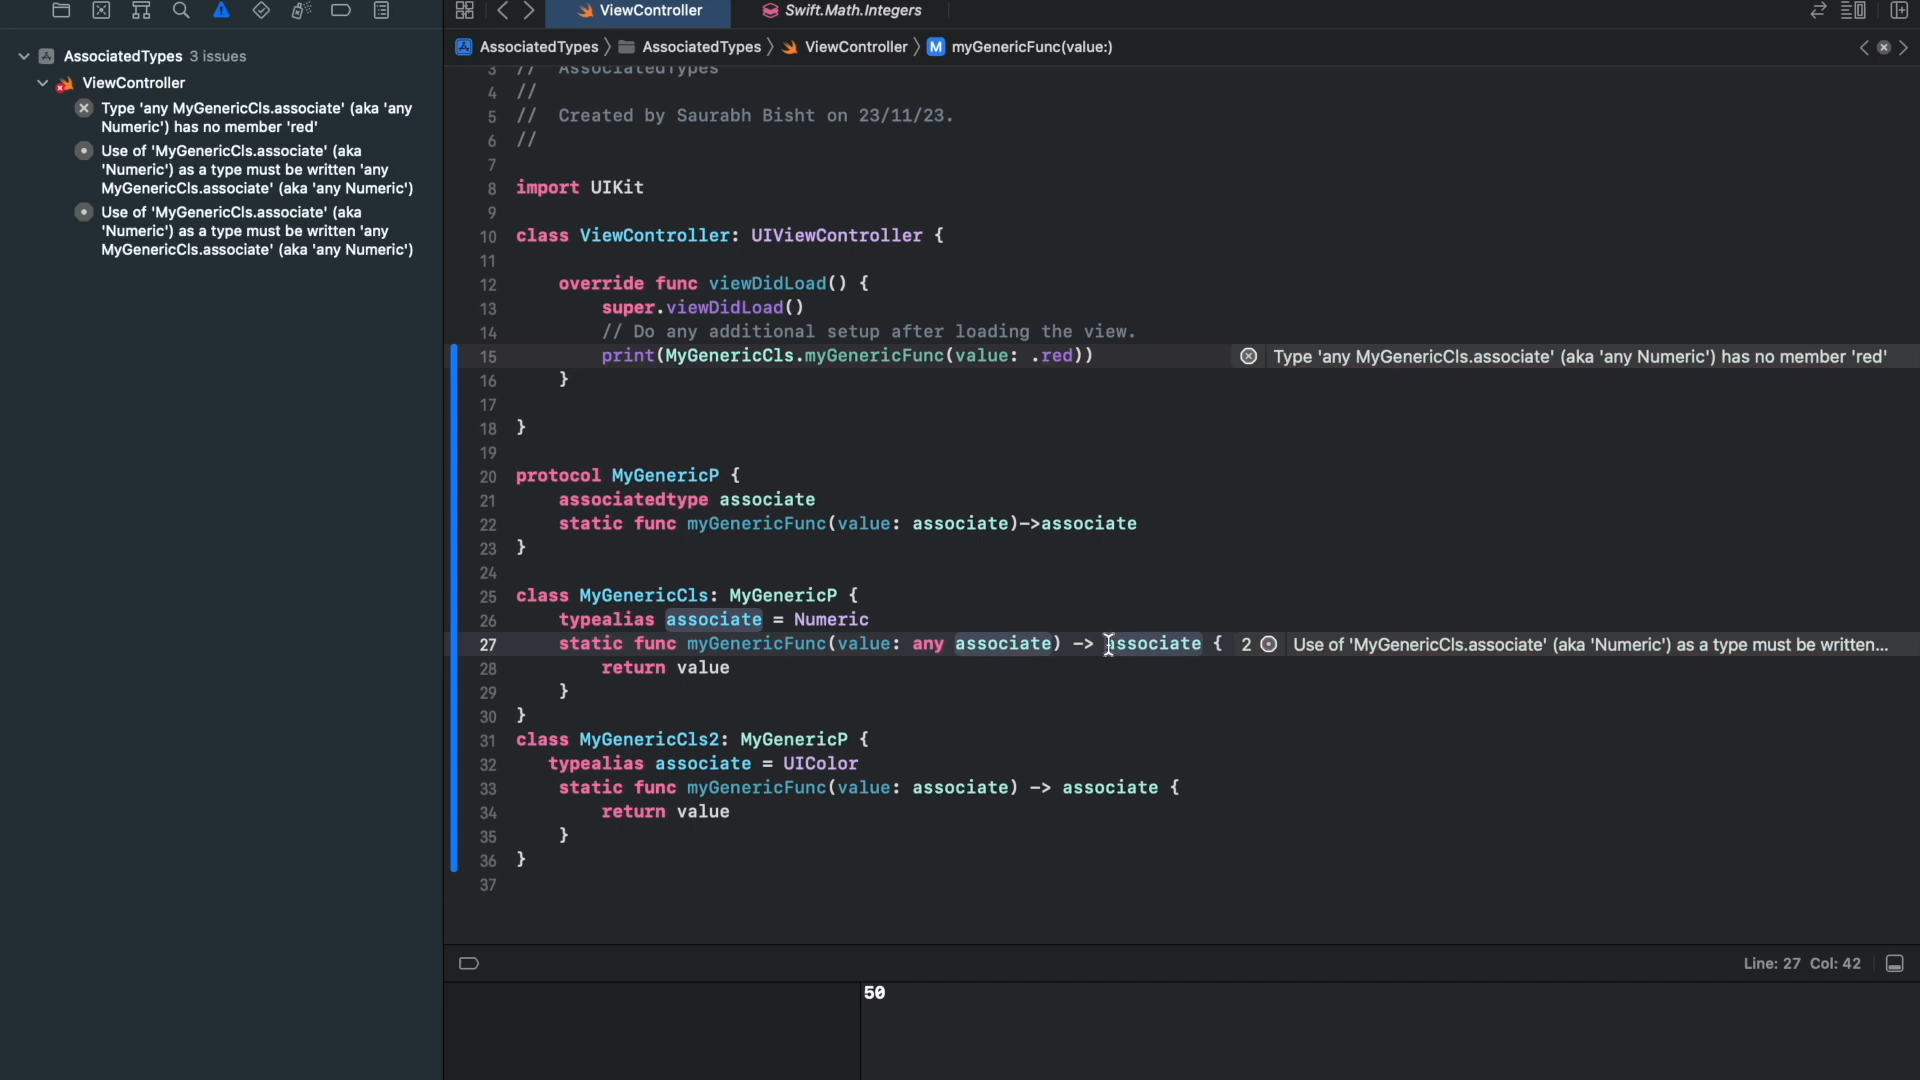 ViewController
Swift.Math.Integers
AssociatedTypes 3 issues
ViewController
Type 'any MyGenericCls.associate' (aka 'any
Numeric') has no member 'red'
Use of 'MyGenericCls.associate' (aka
'Numeric') as a type must be written 'any
MyGenericCls.associate' (aka 'any Numeric')
Use of 'MyGenericCls.associate' (aka
'Numeric') as a type must be written 'any
MyGenericCls.associate' (aka 'any Numeric')
AssociatedTypes 〉 AssociatedTypes 〉 ViewController 〉 M myGenericFunc(value:)
3 // AssociatedTypes
4 //
5 // Created by Saurabh Bisht on 23/11/23.
6 //
7
8 import UIKit
9
10 class ViewController: UIViewController {
11
12 override func viewDidLoad() {
13 super.viewDidLoad()
14 // Do any additional setup after loading the view.
15 print(MyGenericCls.myGenericFunc(value: .red)) Type 'any MyGenericCls.associate' (aka 'any Numeric') has no member 'red'
16 }
17
18 }
19
20 protocol MyGenericP {
21 associatedtype associate
22 static func myGenericFunc(value: associate)->associate
23 }
24
25 class MyGenericCls: MyGenericP {
26 typealias associate = Numeric
27 static func myGenericFunc(value: any associate) -> associate { 2 Use of 'MyGenericCls.associate' (aka 'Numeric') as a type must be written...
28 return value
29 }
30 }
31 class MyGenericCls2: MyGenericP {
32 typealias associate = UIColor
33 static func myGenericFunc(value: associate) -> associate {
34 return value
35 }
36 }
37
Line: 27 Col: 42
50